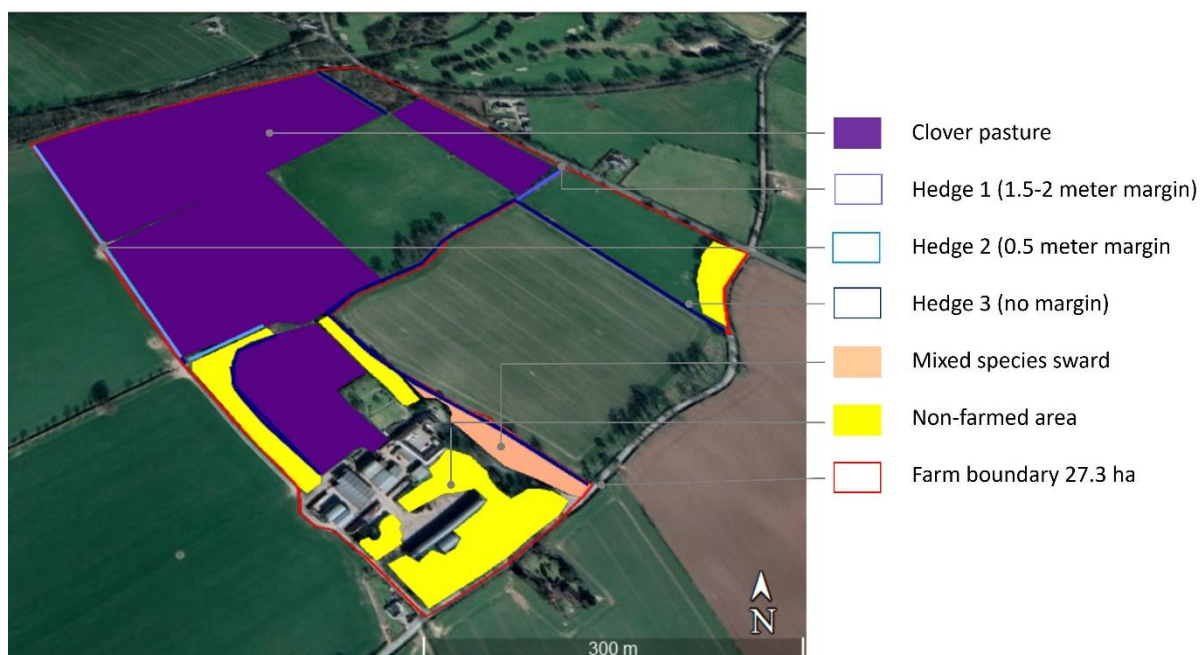 Clover pasture
Hedge 1 (1.5-2 meter margin)
Hedge 2 (0.5 meter margin
Hedge 3 (no margin)
Mixed species sward
Non-farmed area
Farm boundary 27.3 ha
N
300 m